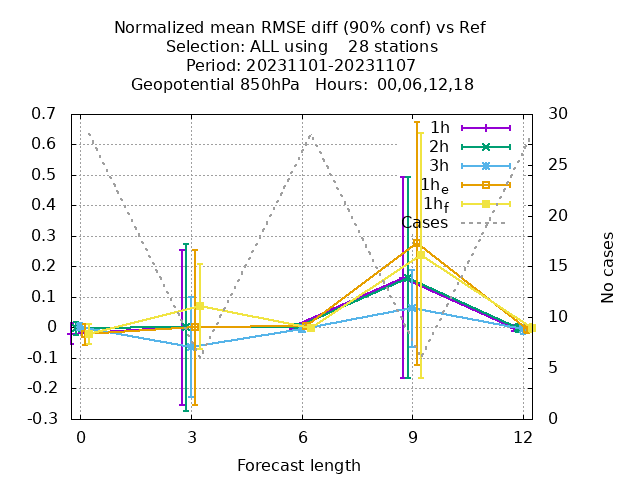 Normalized mean RMSE diff (90% conf) vs Ref
Selection: ALL using    28 stations
Period: 20231101-20231107
Geopotential 850hPa   Hours:  00,06,12,18
0.7
0.6
0.5
0.4
0.3
0.2
0.1
0
-0.1
-0.2
-0.3
1h
2h
3h
1he
1hf
Cases
30
25
20
15
10
5
0
No cases
0 3 6 9 12
Forecast length